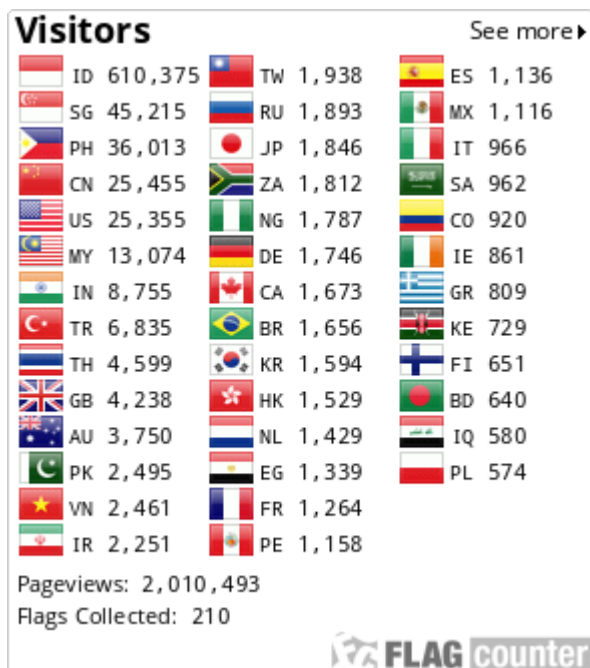 Visitors
See more
ID 610,375
SG 45,215
PH 36,013
CN 25,455
US 25,355
MY 13,074
IN 8,755
TR 6,835
TH 4,599
GB 4,238
AU 3,750
PK 2,495
VN 2,461
IR 2,251
TW 1,938
RU 1,893
JP 1,846
ZA 1,812
NG 1,787
DE 1,746
CA 1,673
BR 1,656
KR 1,594
HK 1,529
NL 1,429
EG 1,339
FR 1,264
PE 1,158
ES 1,136
MX 1,116
IT 966
SA 962
CO 920
IE 861
GR 809
KE 729
FI 651
BD 640
IQ 580
PL 574
Pageviews: 2,010,493
Flags Collected: 210
FLAG counter